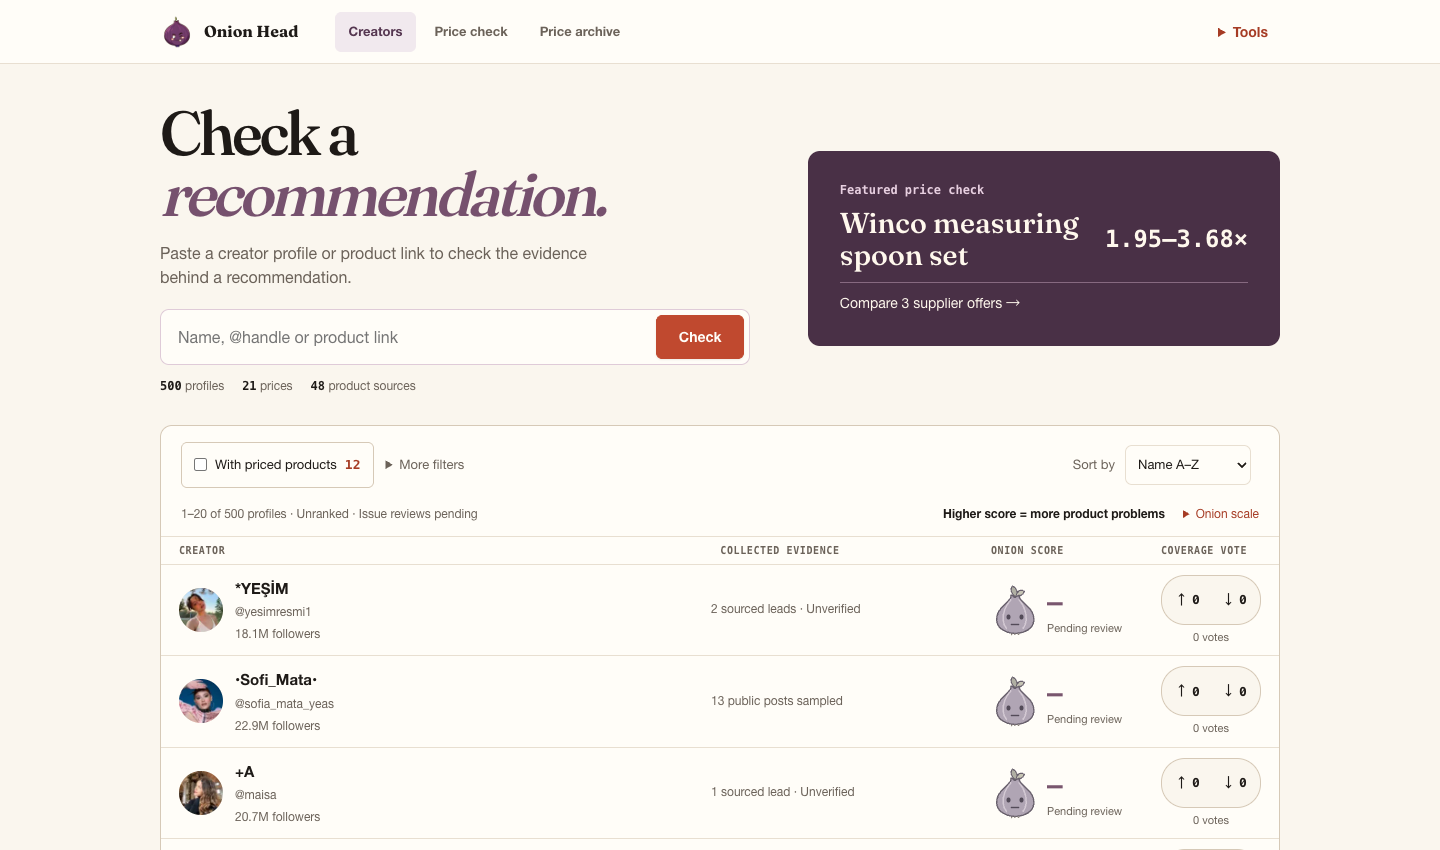 Onion Head
Creators
Price check
Price archive
▶ Tools
Check a
recommendation.
Paste a creator profile or product link to check the evidence
behind a recommendation.
Name, @handle or product link
Check
500 profiles 21 prices 48 product sources
Featured price check
Winco measuring
spoon set
1.95–3.68×
Compare 3 supplier offers →
With priced products 12
▶ More filters
Sort by
Name A–Z
1–20 of 500 profiles · Unranked · Issue reviews pending
Higher score = more product problems
▶ Onion scale
CREATOR
COLLECTED EVIDENCE
ONION SCORE
COVERAGE VOTE
*YEŞİM
@yesimresmi1
18.1M followers
2 sourced leads · Unverified
—
Pending review
↑ 0 ↓ 0
0 votes
·Sofi_Mata·
@sofia_mata_yeas
22.9M followers
13 public posts sampled
—
Pending review
↑ 0 ↓ 0
0 votes
+A
@maisa
20.7M followers
1 sourced lead · Unverified
—
Pending review
↑ 0 ↓ 0
0 votes